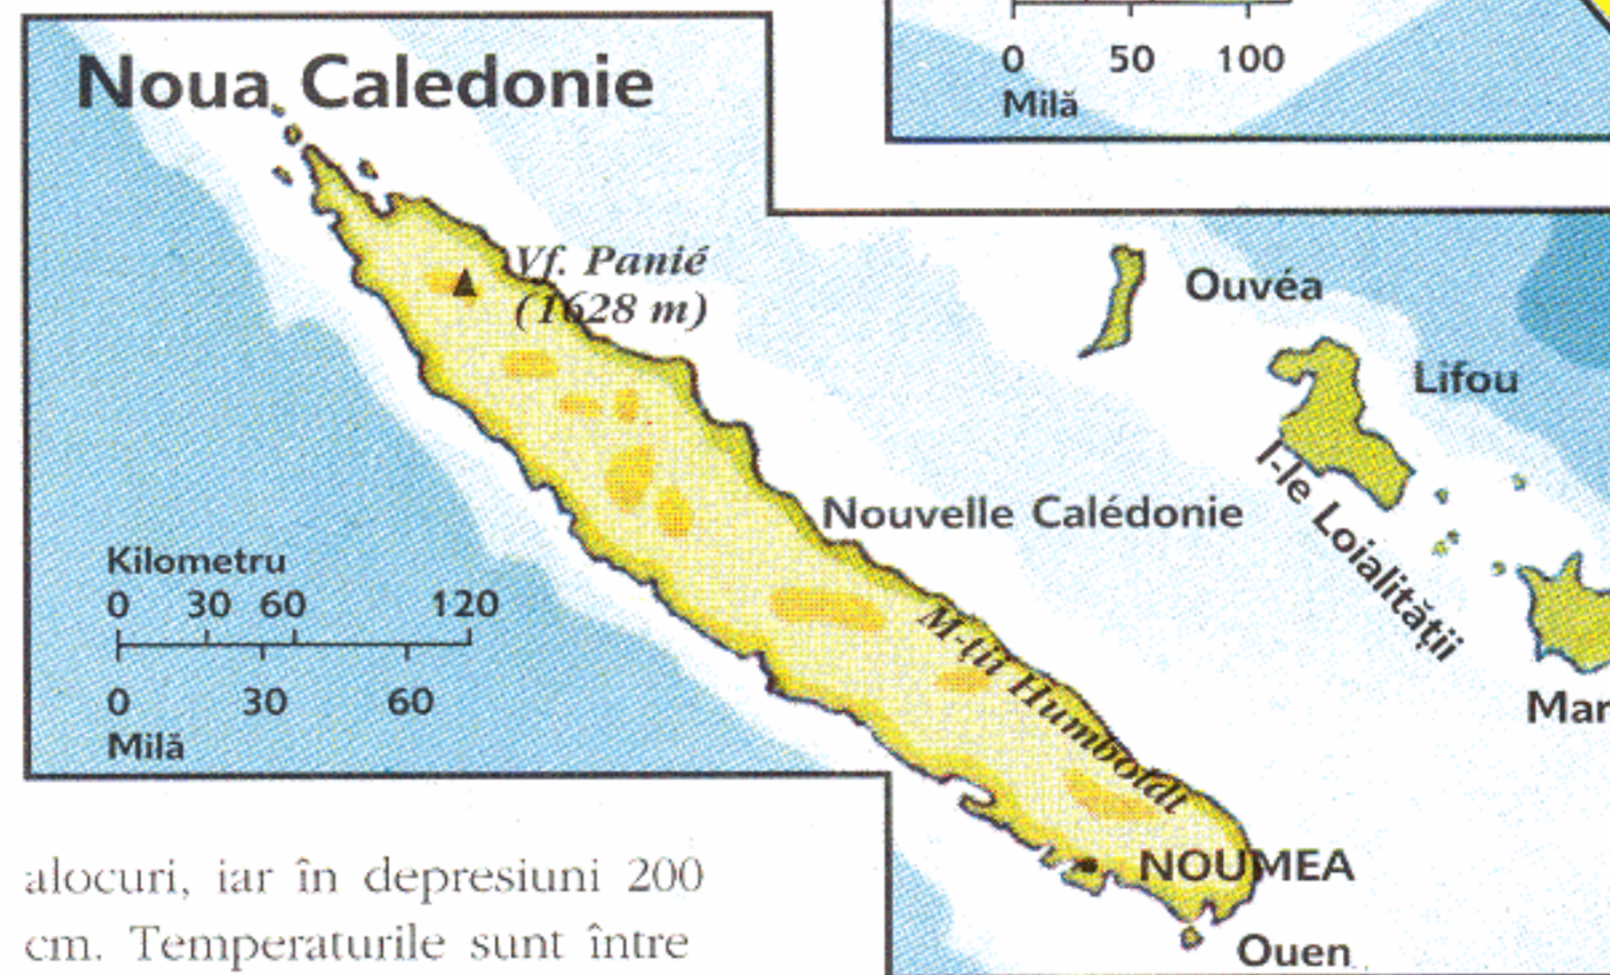 Noua Caledonie
0 50 100
Milă
Vf. Panié
(1628 m)
Ouvéa
Lifou
I-le Loialității
Nouvelle Calédonie
Kilometru
0 30 60 120
0 30 60
Milă
M-ții Humboldt
Mar
NOUMEA
Ouen
alocuri, iar în depresiuni 200
cm. Temperaturile sunt între